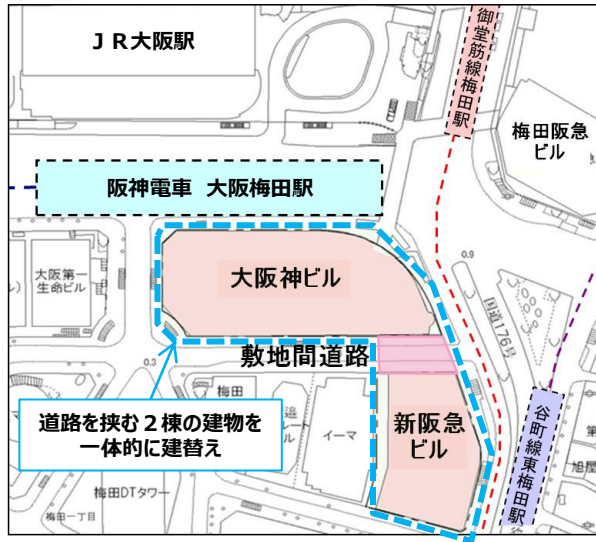 JR大阪駅
御堂筋線梅田駅
梅田阪急
ビル
阪神電車 大阪梅田駅
大阪第一
生命ビル
大阪神ビル
0.9
国道176号
敷地間道路
0.3
道路を挟む2棟の建物を
一体的に建替え
梅田
イーマ
新阪急
ビル
谷町線東梅田駅
梅田DTタワー
梅田一丁目
第
旭屋